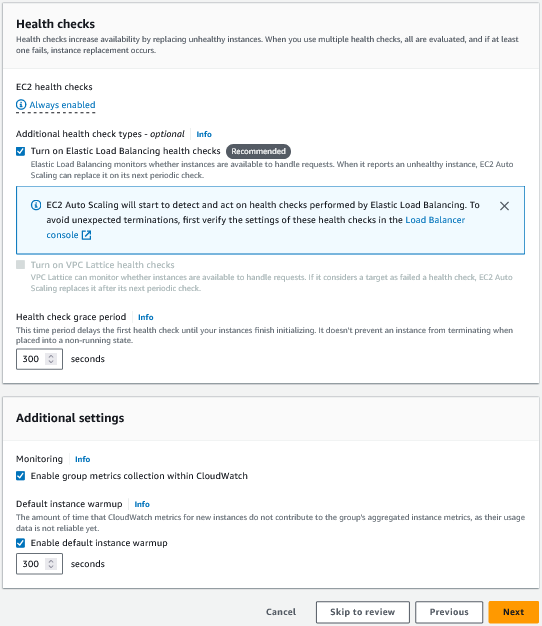 Health checks
Health checks increase availability by replacing unhealthy instances. When you use multiple health checks, all are evaluated, and if at least
one fails, instance replacement occurs.
EC2 health checks
Always enabled
Additional health check types - optional Info
Turn on Elastic Load Balancing health checks Recommended
Elastic Load Balancing monitors whether instances are available to handle requests. When it reports an unhealthy instance, EC2 Auto
Scaling can replace it on its next periodic check.
EC2 Auto Scaling will start to detect and act on health checks performed by Elastic Load Balancing. To
avoid unexpected terminations, first verify the settings of these health checks in the Load Balancer
console
Turn on VPC Lattice health checks
VPC Lattice can monitor whether instances are available to handle requests. If it considers a target as failed a health check, EC2 Auto
Scaling replaces it after its next periodic check.
Health check grace period Info
This time period delays the first health check until your instances finish initializing. It doesn't prevent an instance from terminating when
placed into a non-running state.
300 seconds
Additional settings
Monitoring Info
Enable group metrics collection within CloudWatch
Default instance warmup Info
The amount of time that CloudWatch metrics for new instances do not contribute to the group's aggregated instance metrics, as their usage
data is not reliable yet.
Enable default instance warmup
300 seconds
Cancel Skip to review Previous Next